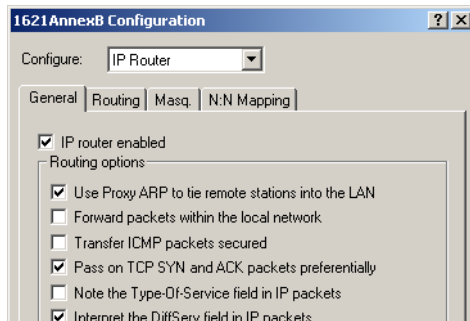 1621AnnexB Configuration
Configure: IP Router
General Routing Masq. N:N Mapping
IP router enabled
Routing options
Use Proxy ARP to tie remote stations into the LAN
Forward packets within the local network
Transfer ICMP packets secured
Pass on TCP SYN and ACK packets preferentially
Note the Type-Of-Service field in IP packets
Interpret the DiffServ field in IP packets